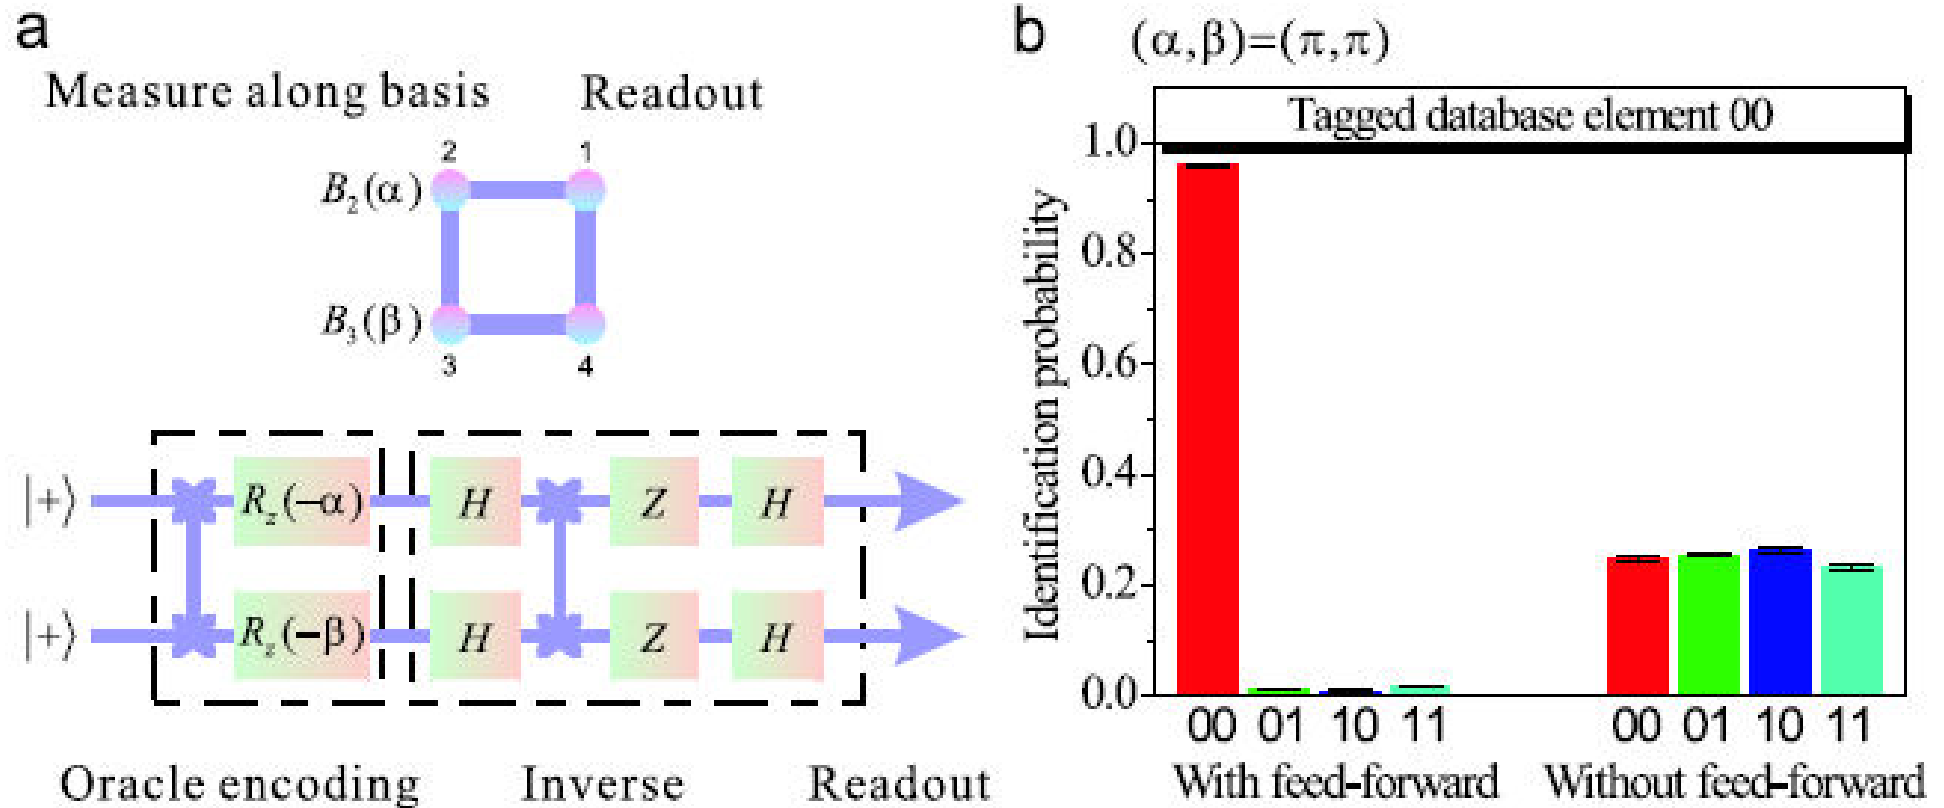 a
Measure along basis Readout
2 1
B₂(α)
B₃(β)
3 4
|+⟩ R_z(−α) H Z H
|+⟩ R_z(−β) H Z H
Oracle encoding Inverse Readout
b (α,β)=(π,π)
Tagged database element 00
Identification probability
1.0
0.8
0.6
0.4
0.2
0.0
00 01 10 11 00 01 10 11
With feed-forward Without feed-forward